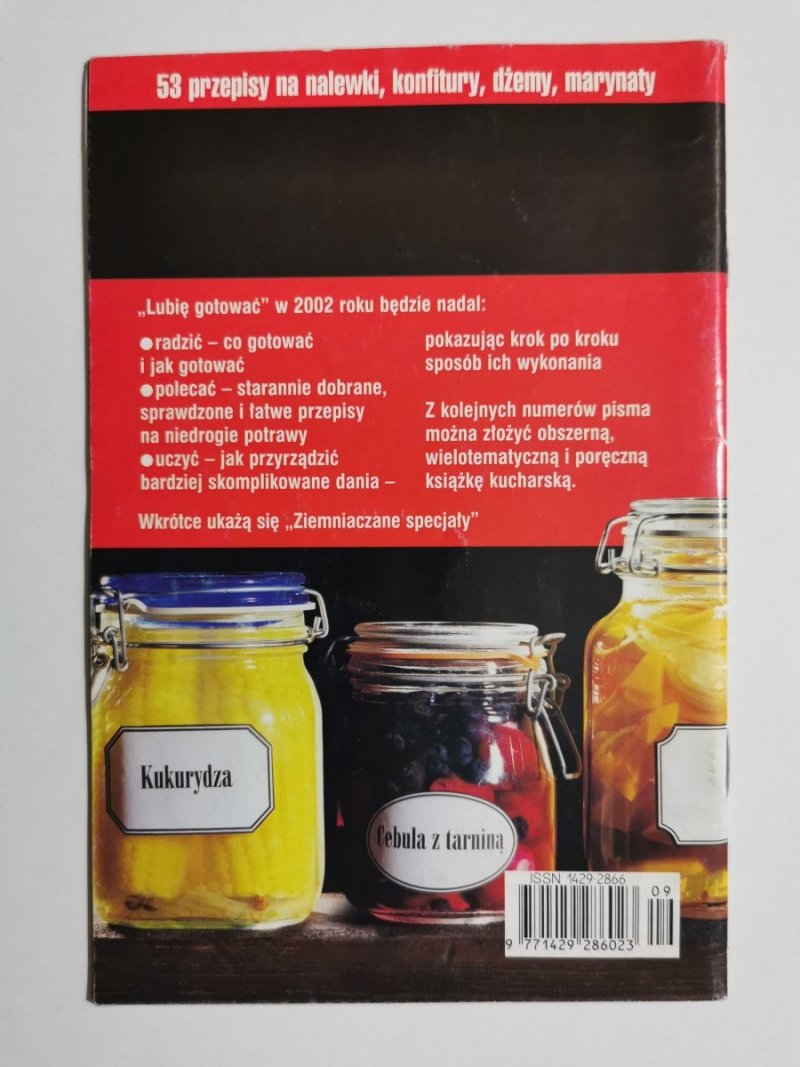 53 przepisy na nalewki, konfitury, dżemy, marynaty
„Lubię gotować” w 2002 roku będzie nadal:
●radzić – co gotować
i jak gotować
●polecać – starannie dobrane,
sprawdzone i łatwe przepisy
na niedrogie potrawy
●uczyć – jak przyrządzić
bardziej skomplikowane dania –
pokazując krok po kroku
sposób ich wykonania
Z kolejnych numerów pisma
można złożyć obszerną,
wielotematyczną i poręczną
książkę kucharską.
Wkrótce ukażą się „Ziemniaczane specjały”
Kukurydza
Cebula z tarniną
ISSN 1429-2866
09
9 771429 286023